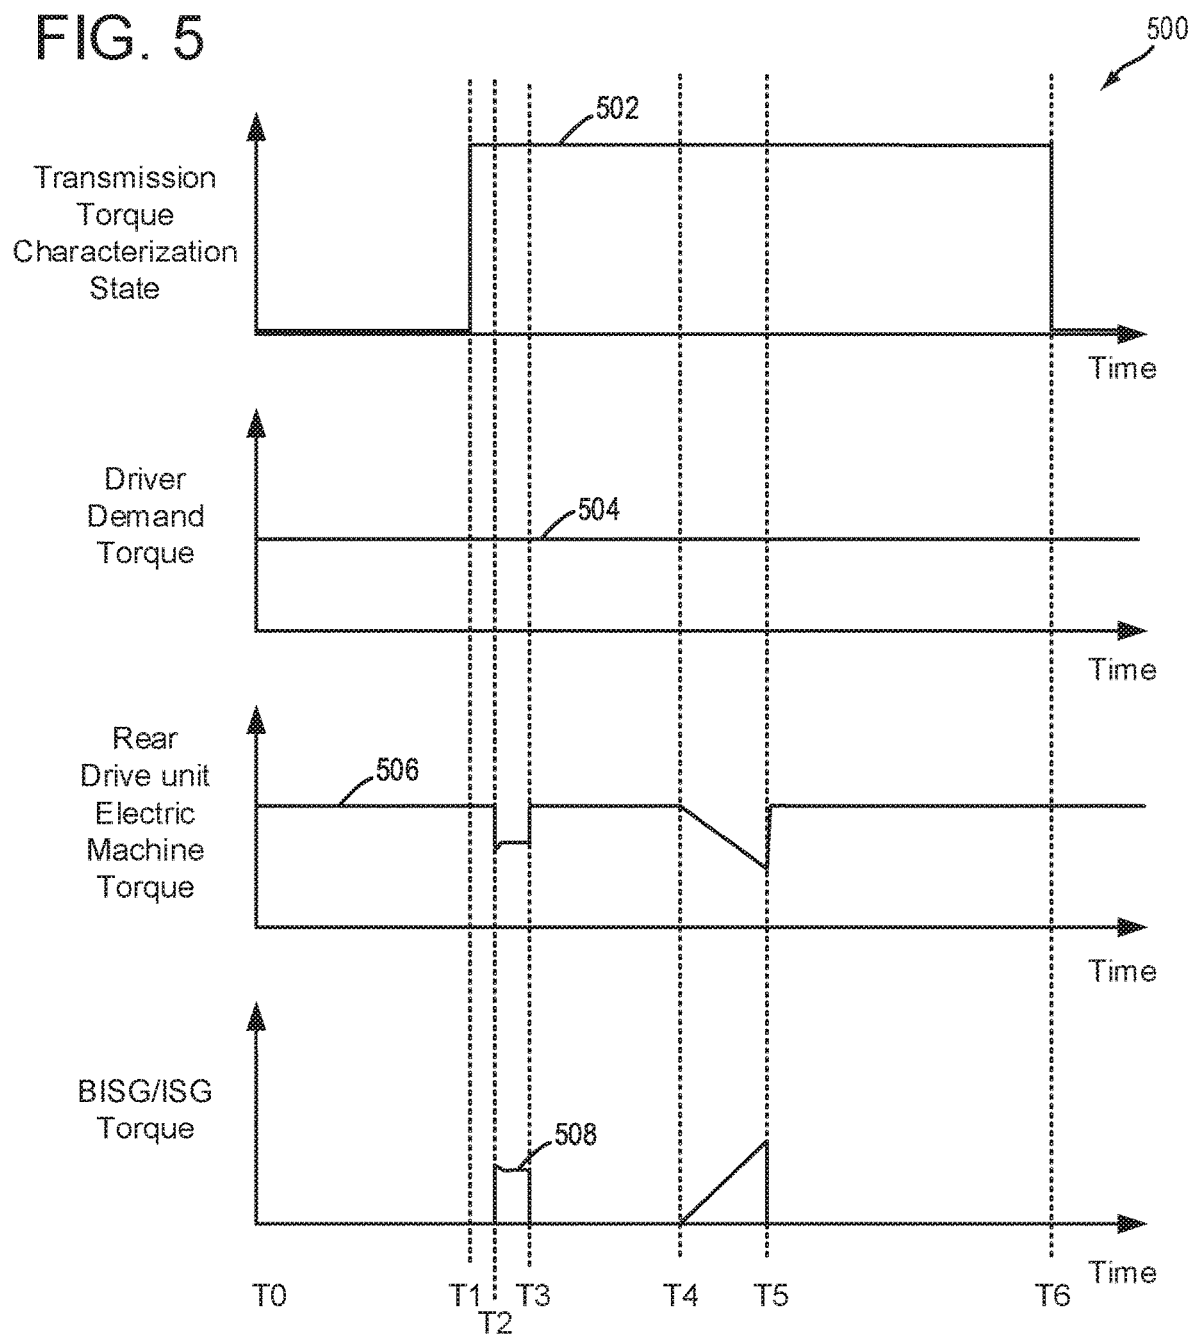 FIG. 5
500
502
Transmission
Torque
Characterization
State
Time
504
Driver
Demand
Torque
Time
506
Rear
Drive unit
Electric
Machine
Torque
Time
508
BISG/ISG
Torque
Time
T0 T1 T2 T3 T4 T5 T6